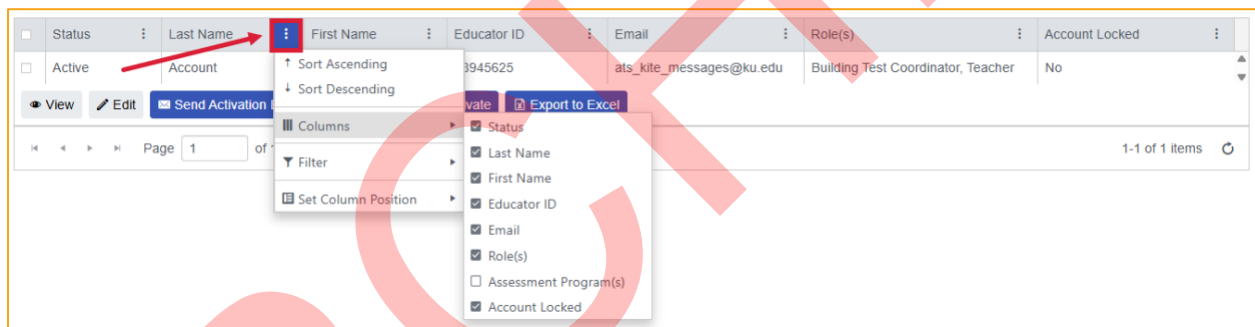 Status Last Name First Name Educator ID Email Role(s) Account Locked
Active Account 3945625 ats_kite_messages@ku.edu Building Test Coordinator, Teacher No
Sort Ascending
Sort Descending
View Edit Send Activation vate Export to Excel
Columns
Status
Last Name
First Name
Educator ID
Email
Role(s)
Assessment Program(s)
Account Locked
Filter
Set Column Position
Page 1 of 1-1 of 1 items